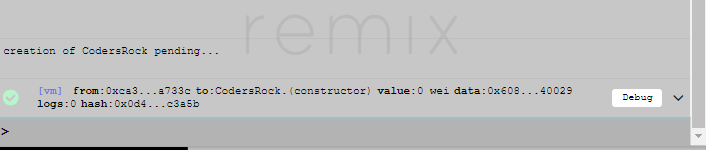 remix
creation of CodersRock pending...
[vm] from:0xca3...a733c to:CodersRock.(constructor) value:0 wei data:0x608...40029
logs:0 hash:0x0d4...c3a5b
Debug
>